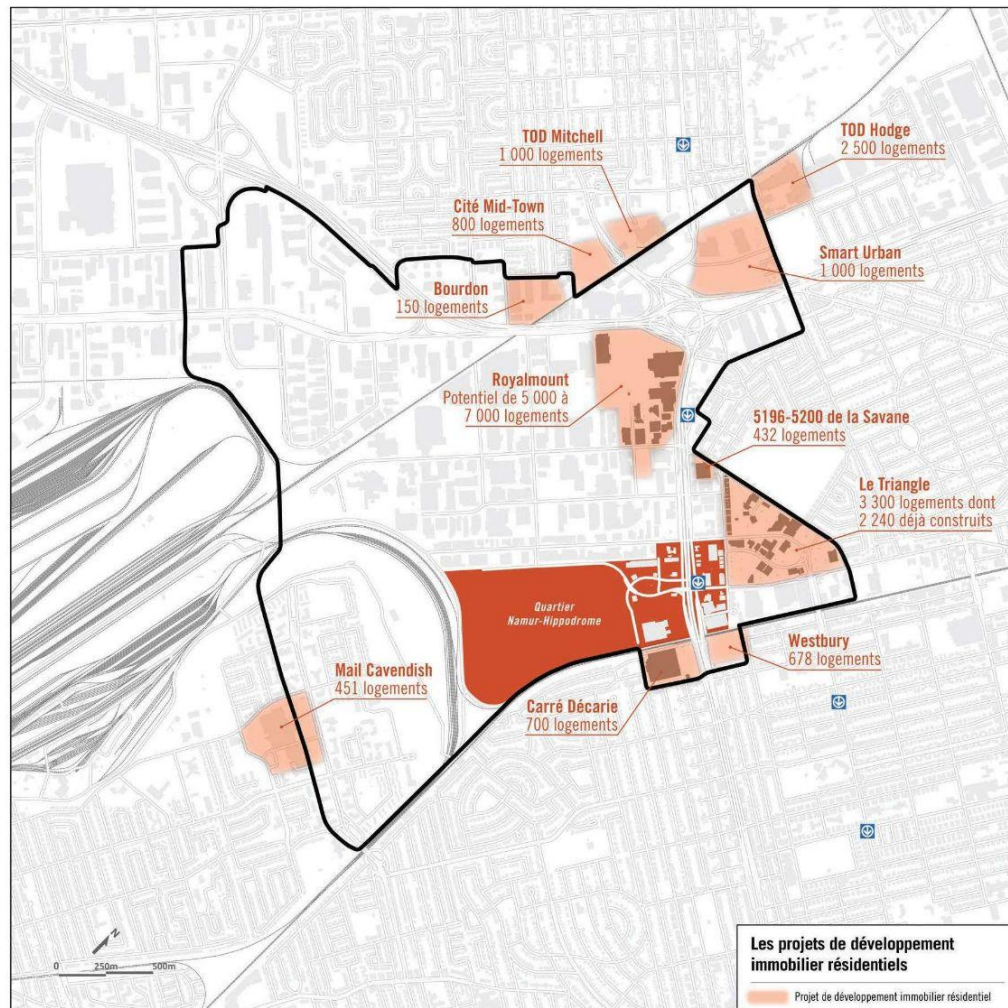 TOD Mitchell
1 000 logements
TOD Hodge
2 500 logements
Cité Mid-Town
800 logements
Smart Urban
1 000 logements
Bourdon
150 logements
Royalmount
Potentiel de 5 000 à
7 000 logements
5196-5200 de la Savane
432 logements
Le Triangle
3 300 logements dont
2 240 déjà construits
Quartier
Namur-Hippodrome
Westbury
678 logements
Mail Cavendish
451 logements
Carré Décarie
700 logements
N
0 250m 500m
Les projets de développement
immobilier résidentiels
Projet de développement immobilier résidentiel